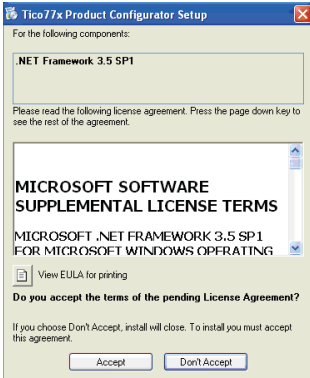 Tico77x Product Configurator Setup
For the following components:
.NET Framework 3.5 SP1
Please read the following license agreement. Press the page down key to
see the rest of the agreement.
MICROSOFT SOFTWARE
SUPPLEMENTAL LICENSE TERMS
MICROSOFT .NET FRAMEWORK 3.5 SP1
FOR MICROSOFT WINDOWS OPERATING
View EULA for printing
Do you accept the terms of the pending License Agreement?
If you choose Don't Accept, install will close. To install you must accept
this agreement.
Accept
Don't Accept